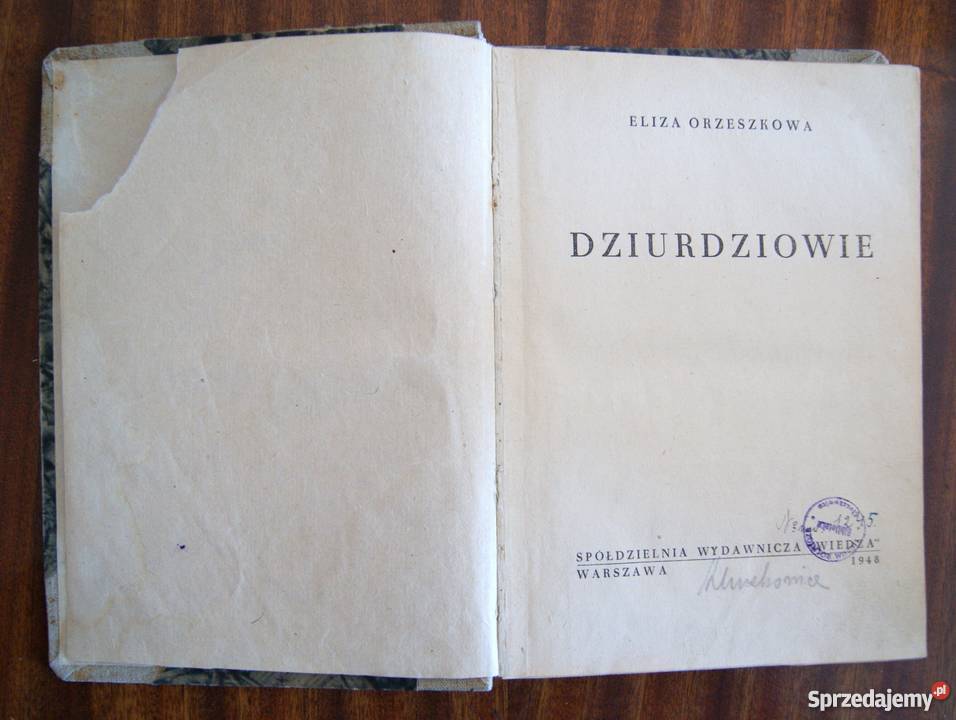 ELIZA ORZESZKOWA
DZIURDZIOWIE
SPÓŁDZIELNIA WYDAWNICZA „WIEDZA"
WARSZAWA 1948
Sprzedajemy.pl